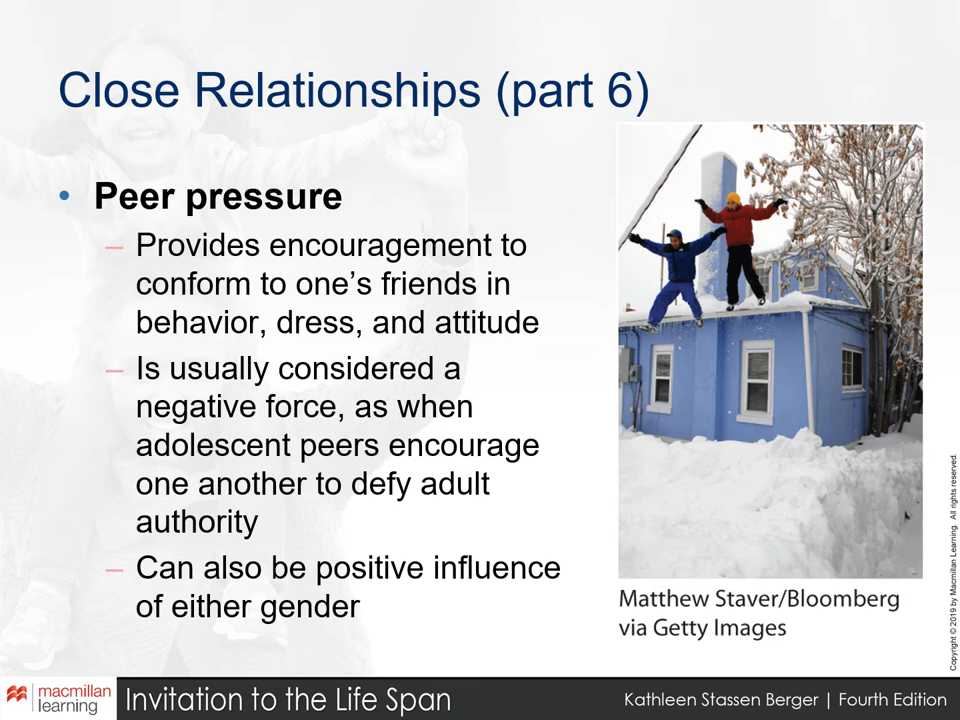 Close Relationships (part 6)
• Peer pressure
– Provides encouragement to
conform to one’s friends in
behavior, dress, and attitude
– Is usually considered a
negative force, as when
adolescent peers encourage
one another to defy adult
authority
– Can also be positive influence
of either gender
Matthew Staver/Bloomberg
via Getty Images
Copyright © 2019 by Macmillan Learning. All rights reserved.
macmillan
learning
Invitation to the Life Span
Kathleen Stassen Berger | Fourth Edition